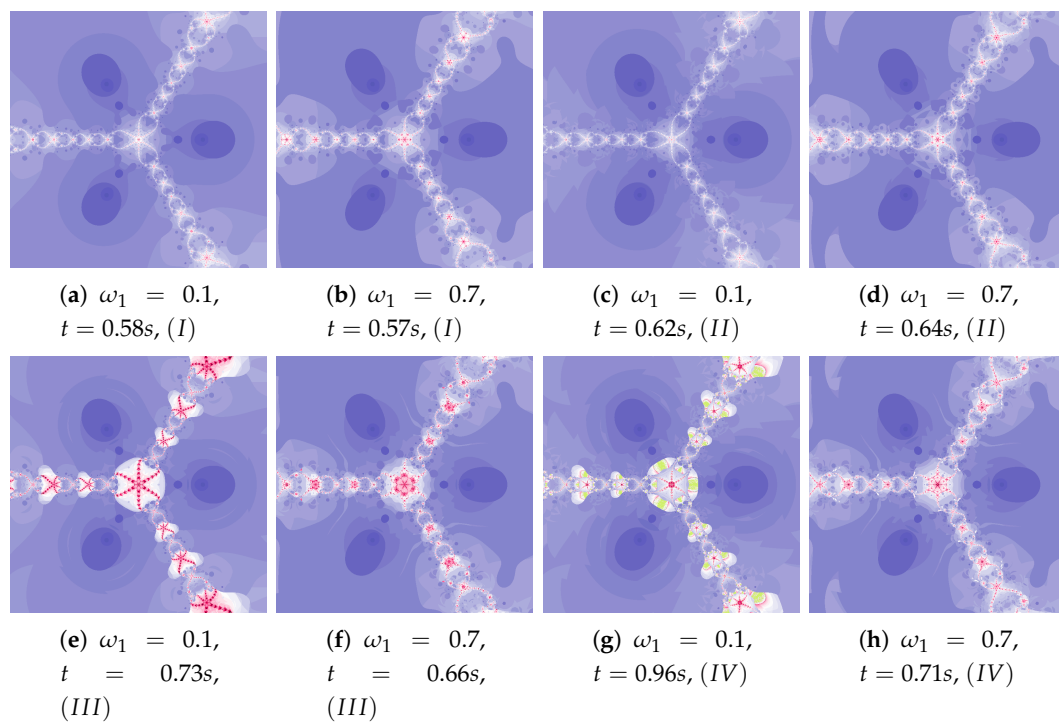 (a) ω₁ = 0.1,
t = 0.58s, (I)
(b) ω₁ = 0.7,
t = 0.57s, (I)
(c) ω₁ = 0.1,
t = 0.62s, (II)
(d) ω₁ = 0.7,
t = 0.64s, (II)
(e) ω₁ = 0.1,
t = 0.73s,
(III)
(f) ω₁ = 0.7,
t = 0.66s,
(III)
(g) ω₁ = 0.1,
t = 0.96s, (IV)
(h) ω₁ = 0.7,
t = 0.71s, (IV)